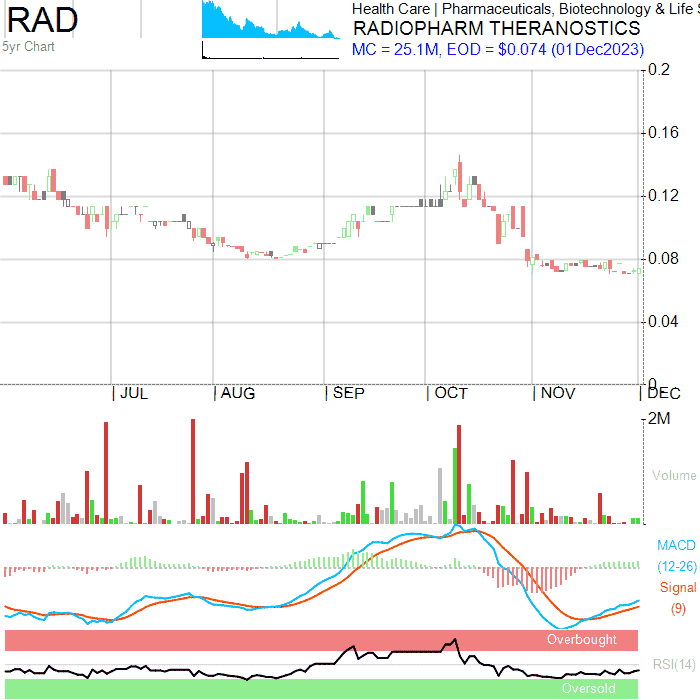 RAD
5yr Chart
Health Care | Pharmaceuticals, Biotechnology & Life S
RADIOPHARM THERANOSTICS
MC = 25.1M, EOD = $0.074 (01Dec2023)
0.2
0.16
0.12
0.08
0.04
0
| JUL | AUG | SEP | OCT | NOV | DEC
2M
Volume
MACD
(12-26)
Signal
(9)
Overbought
RSI(14)
Oversold